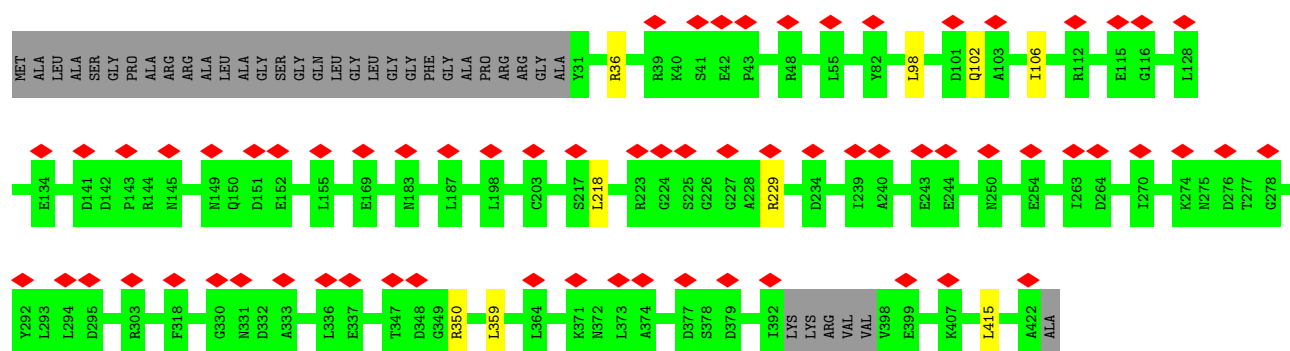 MET ALA LEU ALA SER GLY PRO ALA ARG ARG ALA LEU ALA GLY SER GLY GLN LEU GLY LEU GLY GLY PHE GLY ALA PRO ARG ARG GLY ALA Y31 R36 R39 K40 S41 E42 P43 R48 L55 Y82 L98 D101 Q102 A103 I106 R112 E115 G116 L128
E134 D141 D142 P143 R144 N145 N149 Q150 D151 E152 L155 E169 N183 L187 L198 C203 S217 L218 R223 G224 S225 G226 G227 A228 R229 D234 I239 A240 E243 E244 N250 E254 I263 D264 I270 K274 N275 D276 T277 G278
Y292 L293 L294 D295 R303 F318 G330 N331 D332 A333 L336 E337 T347 D348 G349 R350 L359 L364 K371 N372 L373 A374 D377 S378 D379 I392 LYS LYS ARG VAL VAL V398 E399 K407 L415 A422 ALA